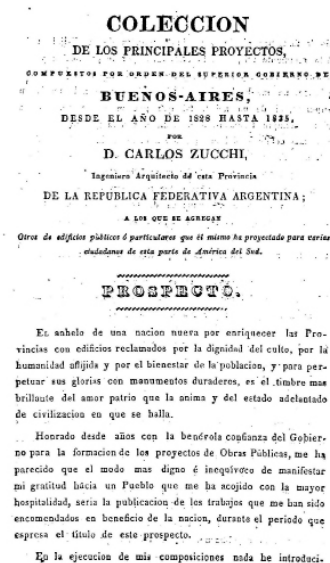 COLECCION
DE LOS PRINCIPALES PROYECTOS,
COMPUESTOS POR ORDEN DEL SUPERIOR GOBIERNO DE
BUENOS-AIRES,
DESDE EL AÑO DE 1828 HASTA 1835,
POR
D. CARLOS ZUCCHI,
Ingeniero Arquitecto de esta Provincia
DE LA REPUBLICA FEDERATIVA ARGENTINA;
A LOS QUE SE AGREGAN
Otros de edificios públicos ó particulares que él mismo ha proyectado para varios
ciudadanos de esta parte de América del Sud.
PROSPECTO.
EL anhelo de una nacion nueva por enriquecer las Pro-
vincias con edificios reclamados por la dignidad del culto, por la
humanidad aflijida y por el bienestar de la poblacion, y para per-
petuar sus glorias con manumentos duraderos, es el timbre mas
brillante del amor patrio que la anima y del estado adelantado
de civilizacion en que se halla.
Honrado desde años con la benévola confianza del Gobier-
no para la formacion de los proyectos de Obras Públicas, me ha
parecido que el modo mas digno é inequívoco de manifestar
mi gratitud hácia un Pueblo que me ha acojido con la mayor
hospitalidad, seria la publicacion de los trabajos que me han sido
encomendados en beneficio de la nacion, durante el periodo que
espresa el título de este prospecto.
En la ejecucion de mis composiciones nada he introduci-